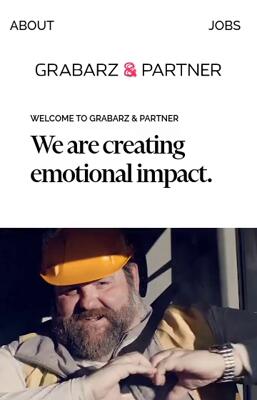 ABOUT
JOBS
GRABARZ & PARTNER
WELCOME TO GRABARZ & PARTNER
We are creating
emotional impact.